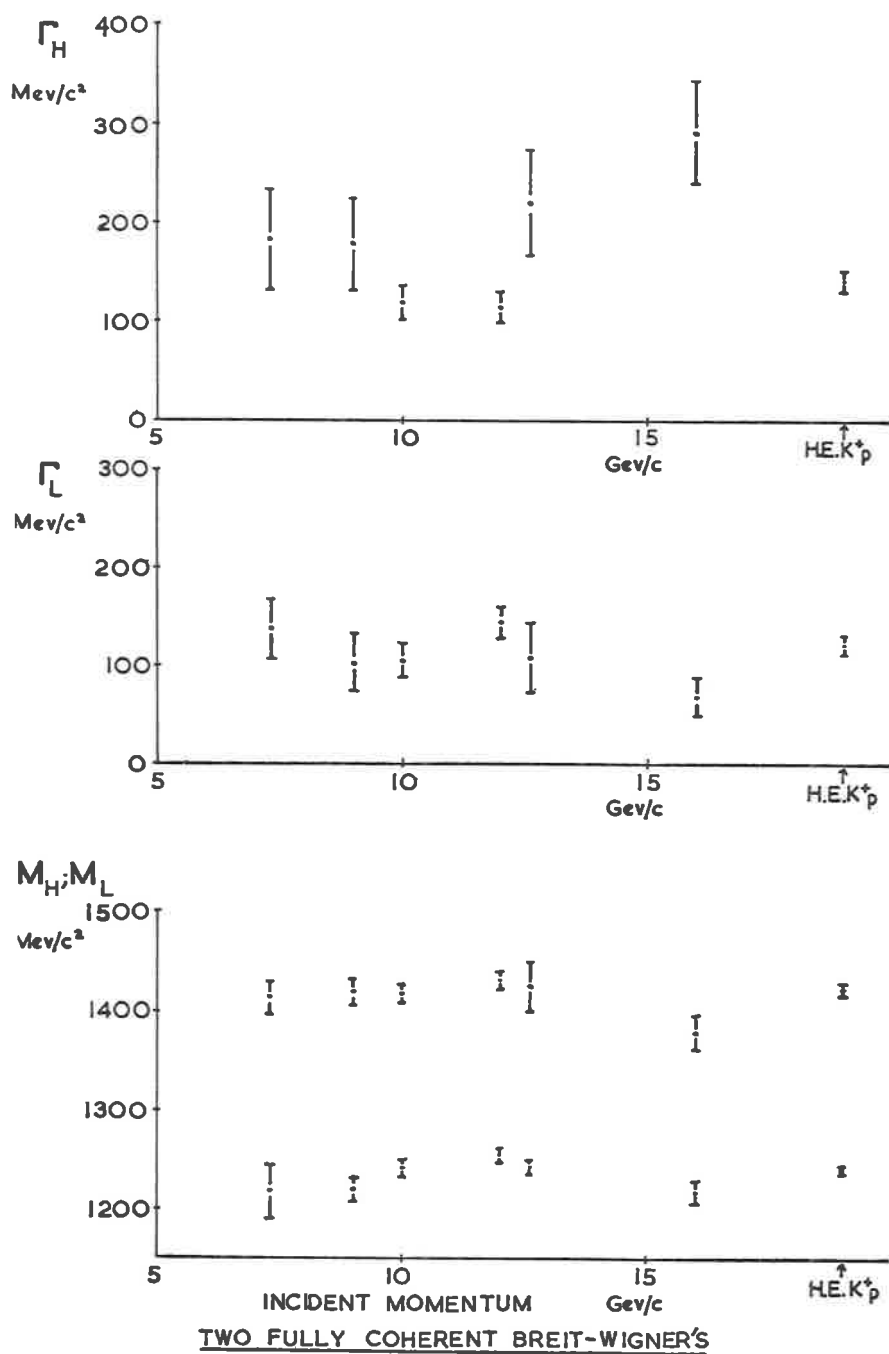 Γ_H
Mev/c²
400
300
200
100
0
5
10
15
Gev/c
↑
H.E.K⁺p
Γ_L
Mev/c²
300
200
100
0
5
10
15
Gev/c
↑
H.E.K⁺p
M_H;M_L
Mev/c²
1500
1400
1300
1200
5
10
15
↑
INCIDENT MOMENTUM Gev/c H.E.K⁺p
TWO FULLY COHERENT BREIT-WIGNER'S